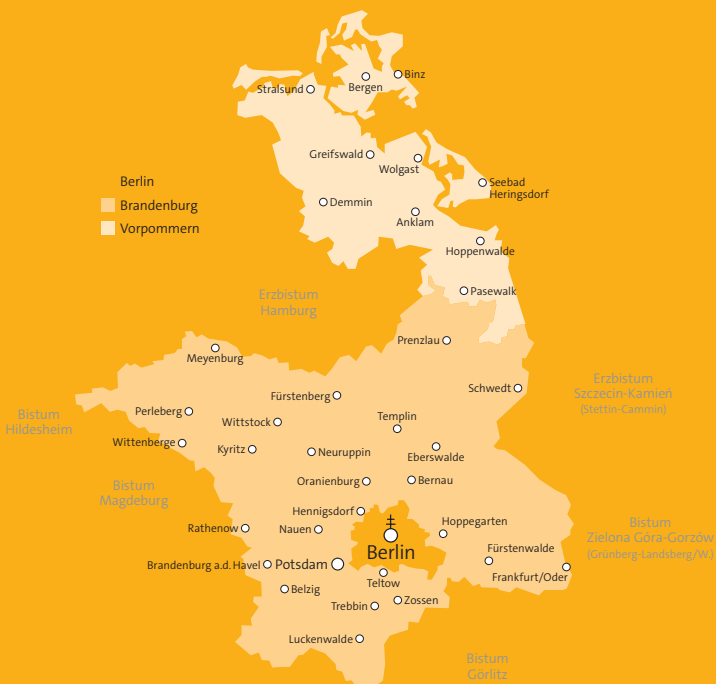 Binz
Bergen
Stralsund
Greifswald
Wolgast
Berlin
Brandenburg
Vorpommern
Seebad
Heringsdorf
Demmin
Anklam
Hoppenwalde
Pasewalk
Erzbistum
Hamburg
Prenzlau
Meyenburg
Schwedt
Erzbistum
Szczecin-Kamień
(Stettin-Cammin)
Fürstenberg
Perleberg
Bistum
Hildesheim
Wittstock
Templin
Wittenberge
Kyritz
Neuruppin
Eberswalde
Bistum
Magdeburg
Oranienburg
Bernau
Hennigsdorf
Rathenow
Nauen
Hoppegarten
Bistum
Zielona Góra-Gorzów
(Grünberg-Landsberg/W.)
Berlin
Fürstenwalde
Brandenburg a.d.Havel
Potsdam
Frankfurt/Oder
Teltow
Belzig
Trebbin
Zossen
Luckenwalde
Bistum
Görlitz